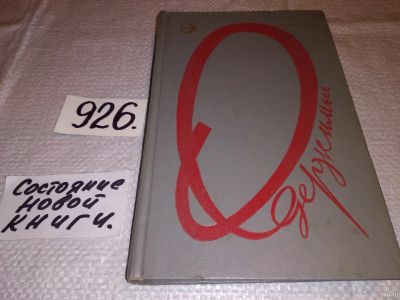 926.
Состояние
новой
книги.
Одержимые